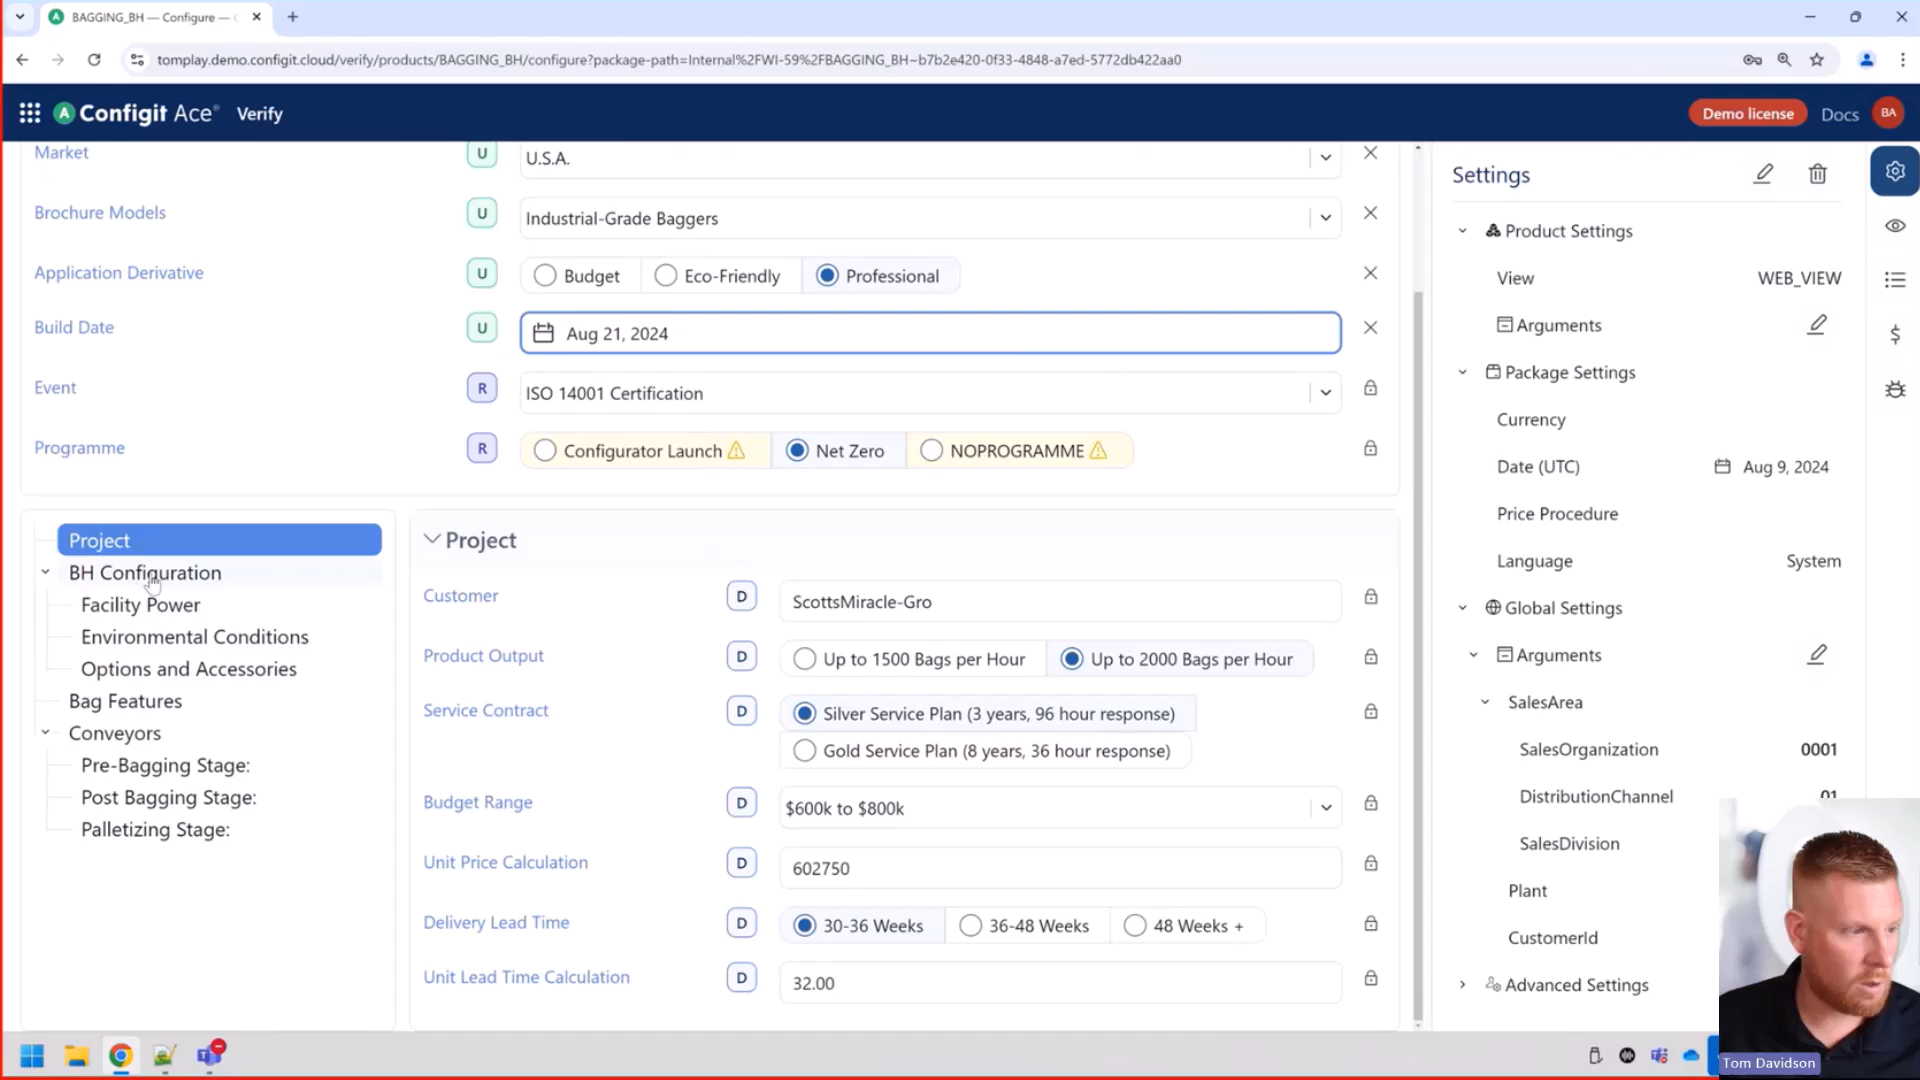 BAGGING_BH — Configure — C
tomplay.demo.configit.cloud/verify/products/BAGGING_BH/configure?package-path=Internal%2FWI-59%2FBAGGING_BH~b7b2e420-0f33-4848-a7ed-5772db422aa0
A Configit Ace® Verify
Demo license
Docs
BA
Market
U
U.S.A.
Brochure Models
U
Industrial-Grade Baggers
Application Derivative
U
Budget
Eco-Friendly
Professional
Build Date
U
Aug 21, 2024
Event
R
ISO 14001 Certification
Programme
R
Configurator Launch
Net Zero
NOPROGRAMME
Project
BH Configuration
Facility Power
Environmental Conditions
Options and Accessories
Bag Features
Conveyors
Pre-Bagging Stage:
Post Bagging Stage:
Palletizing Stage:
Project
Customer
D
ScottsMiracle-Gro
Product Output
D
Up to 1500 Bags per Hour
Up to 2000 Bags per Hour
Service Contract
D
Silver Service Plan (3 years, 96 hour response)
Gold Service Plan (8 years, 36 hour response)
Budget Range
D
$600k to $800k
Unit Price Calculation
D
602750
Delivery Lead Time
D
30-36 Weeks
36-48 Weeks
48 Weeks +
Unit Lead Time Calculation
D
32.00
Settings
Product Settings
View
WEB_VIEW
Arguments
Package Settings
Currency
Date (UTC)
Aug 9, 2024
Price Procedure
Language
System
Global Settings
Arguments
SalesArea
SalesOrganization
0001
DistributionChannel
01
SalesDivision
Plant
CustomerId
Advanced Settings
Tom Davidson